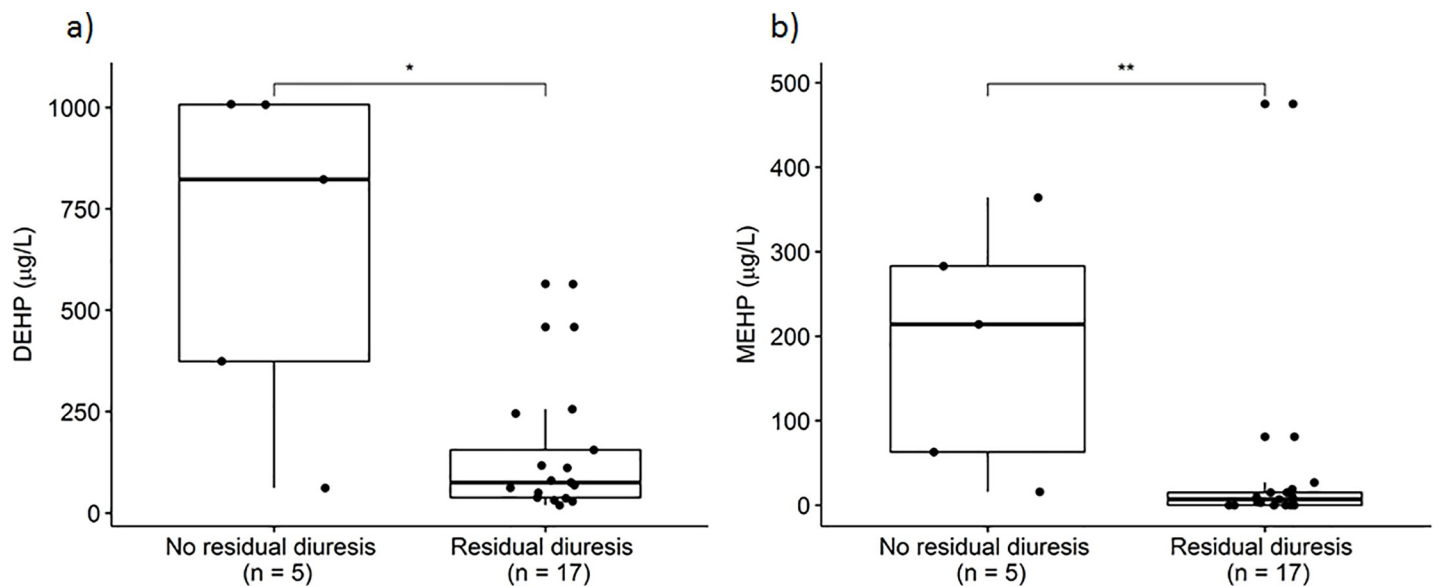 a)
*
DEHP (μg/L)
1000
750
500
250
0
No residual diuresis
(n = 5)
Residual diuresis
(n = 17)
b)
**
MEHP (μg/L)
500
400
300
200
100
0
No residual diuresis
(n = 5)
Residual diuresis
(n = 17)